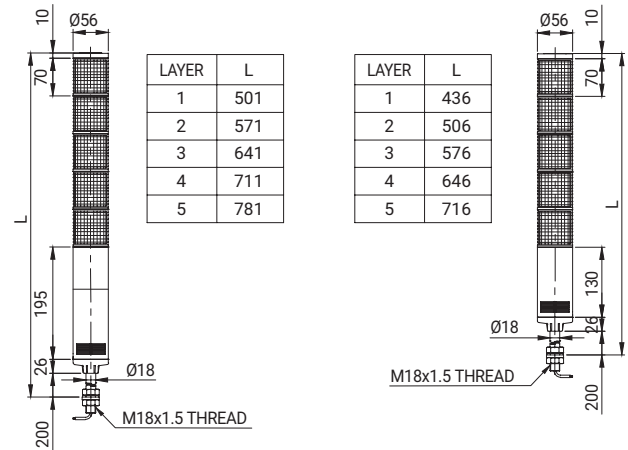 10
Ø56
70
L
195
26
200
Ø18
M18x1.5 THREAD
LAYER L
1 501
2 571
3 641
4 711
5 781
LAYER L
1 436
2 506
3 576
4 646
5 716
Ø56
10
70
L
130
26
200
Ø18
M18x1.5 THREAD